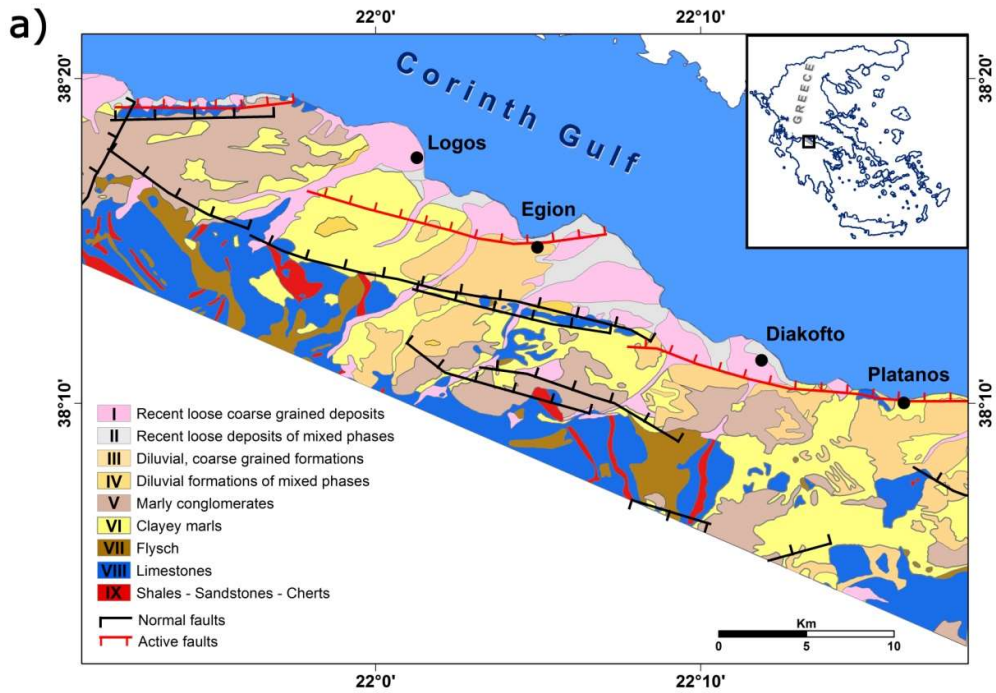 a)
22°0'
22°10'
38°20'
38°20'
Corinth Gulf
GREECE
Logos
Egion
Diakofto
Platanos
38°10'
38°10'
I Recent loose coarse grained deposits
II Recent loose deposits of mixed phases
III Diluvial, coarse grained formations
IV Diluvial formations of mixed phases
V Marly conglomerates
VI Clayey marls
VII Flysch
VIII Limestones
IX Shales - Sandstones - Cherts
Normal faults
Active faults
Km
0 5 10
22°0'
22°10'